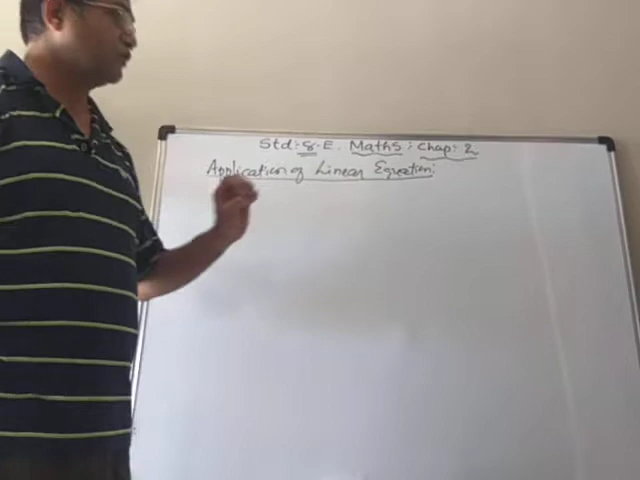 Std: 8.E. Maths: Chap: 2
Application of Linear Equation: